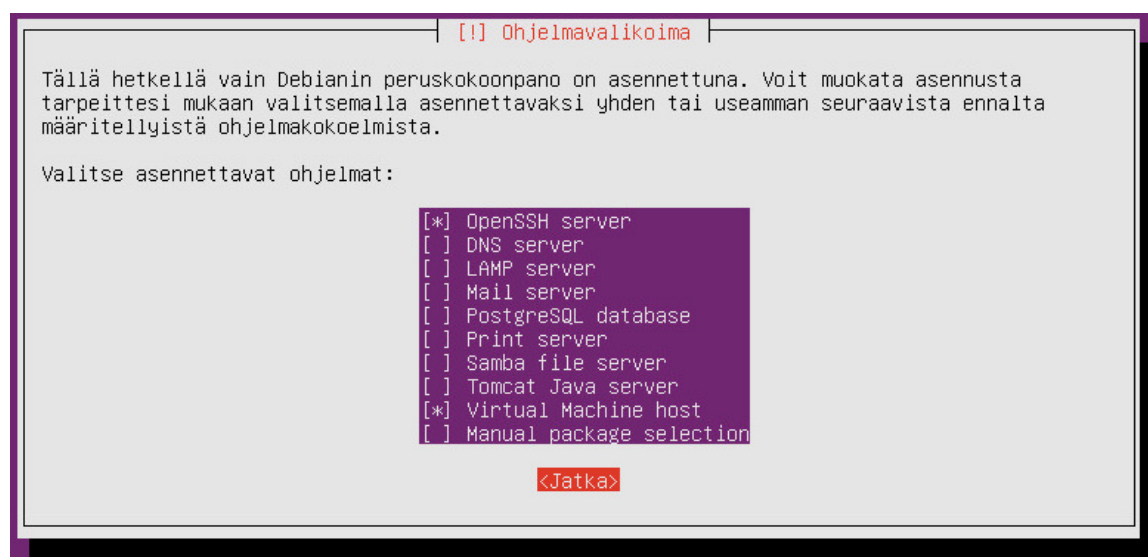 [!] Ohjelmavalikoima
Tällä hetkellä vain Debianin peruskokoonpano on asennettuna. Voit muokata asennusta
tarpeittesi mukaan valitsemalla asennettavaksi yhden tai useamman seuraavista ennalta
määritellyistä ohjelmakokoelmista.
Valitse asennettavat ohjelmat:
[*] OpenSSH server
[ ] DNS server
[ ] LAMP server
[ ] Mail server
[ ] PostgreSQL database
[ ] Print server
[ ] Samba file server
[ ] Tomcat Java server
[*] Virtual Machine host
[ ] Manual package selection
<Jatka>